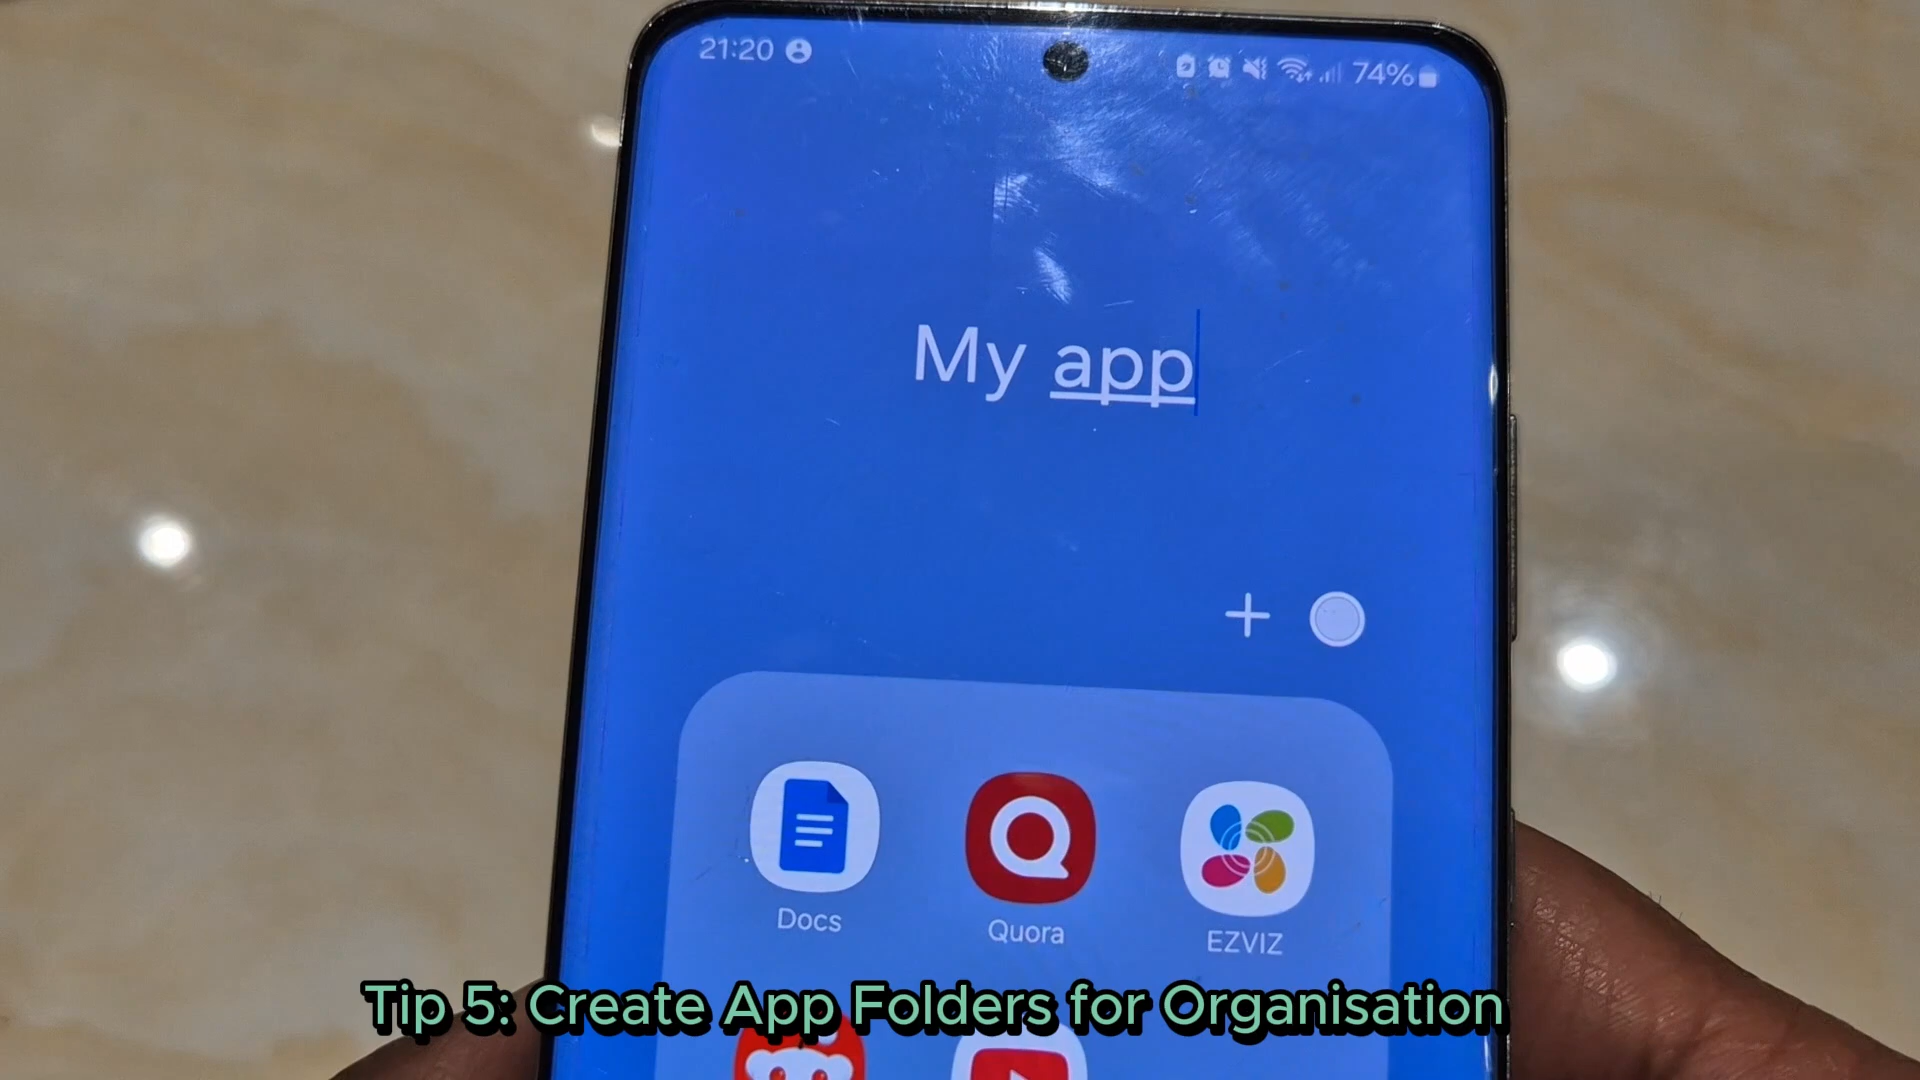 21:20 74%
My app
Docs Quora EZVIZ
Tip 5: Create App Folders for Organisation